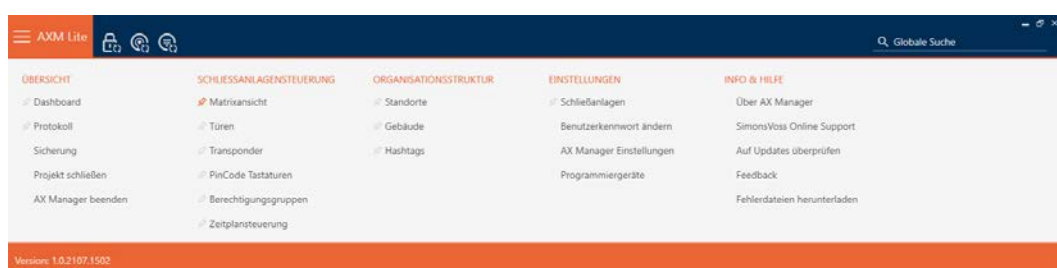 AXM Lite
Globale Suche
ÜBERSICHT
Dashboard
Protokoll
Sicherung
Projekt schließen
AX Manager beenden
SCHLIESSANLAGENSTEUERUNG
Matrixansicht
Türen
Transponder
PinCode Tastaturen
Berechtigungsgruppen
Zeitplansteuerung
ORGANISATIONSSTRUKTUR
Standorte
Gebäude
Hashtags
EINSTELLUNGEN
Schließanlagen
Benutzerkennwort ändern
AX Manager Einstellungen
Programmiergeräte
INFO & HILFE
Über AX Manager
SimonsVoss Online Support
Auf Updates überprüfen
Feedback
Fehlerdateien herunterladen
Version: 1.0.2107.1502